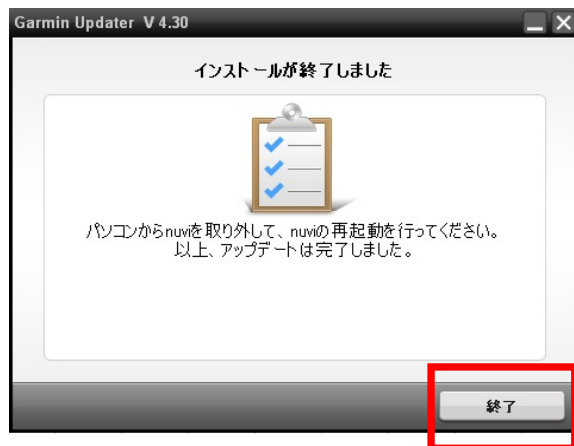 Garmin Updater V 4.30
インストールが終了しました
パソコンからnuviを取り外して、nuviの再起動を行ってください。
以上、アップデートは完了しました。
終了